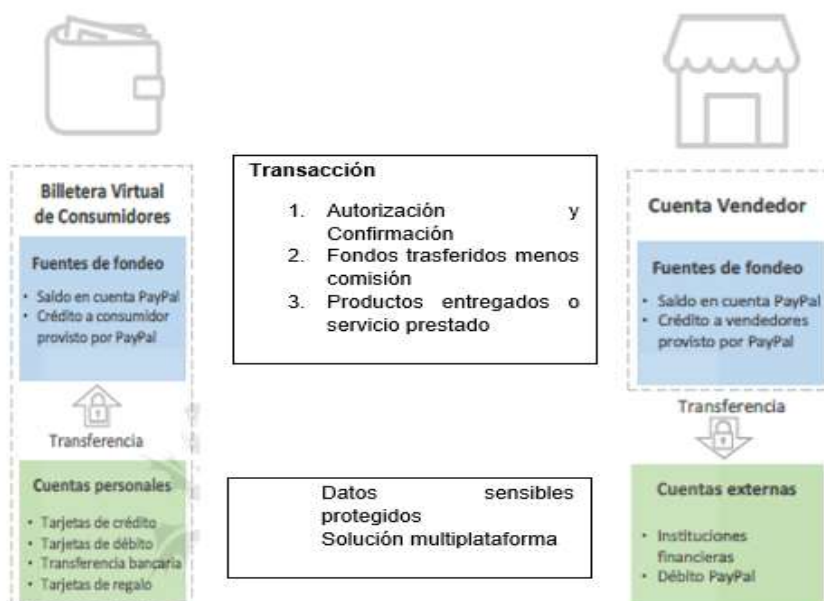 Billetera Virtual
de Consumidores
Fuentes de fondeo
• Saldo en cuenta PayPal
• Crédito a consumidor
provisto por PayPal
Transferencia
Cuentas personales
• Tarjetas de crédito
• Tarjetas de débito
• Transferencia bancaria
• Tarjetas de regalo
Transacción
1. Autorización y
Confirmación
2. Fondos trasferidos menos
comisión
3. Productos entregados o
servicio prestado
Datos sensibles
protegidos
Solución multiplataforma
Cuenta Vendedor
Fuentes de fondeo
• Saldo en cuenta PayPal
• Crédito a vendedores
provisto por PayPal
Transferencia
Cuentas externas
• Instituciones
financieras
• Débito PayPal